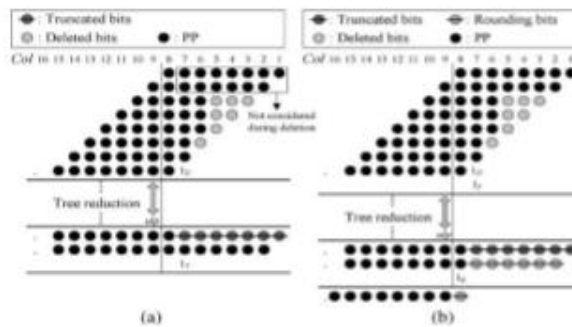 : Truncated bits
: Deleted bits
: PP
Col 16 15 14 13 12 11 10 9 8 7 6 5 4 3 2 1
Not considered
during deletion
Tree reduction
(a)
: Truncated bits
: Rounding bits
: Deleted bits
: PP
Col 16 15 14 13 12 11 10 9 8 7 6 5 4 3 2 1
Tree reduction
(b)